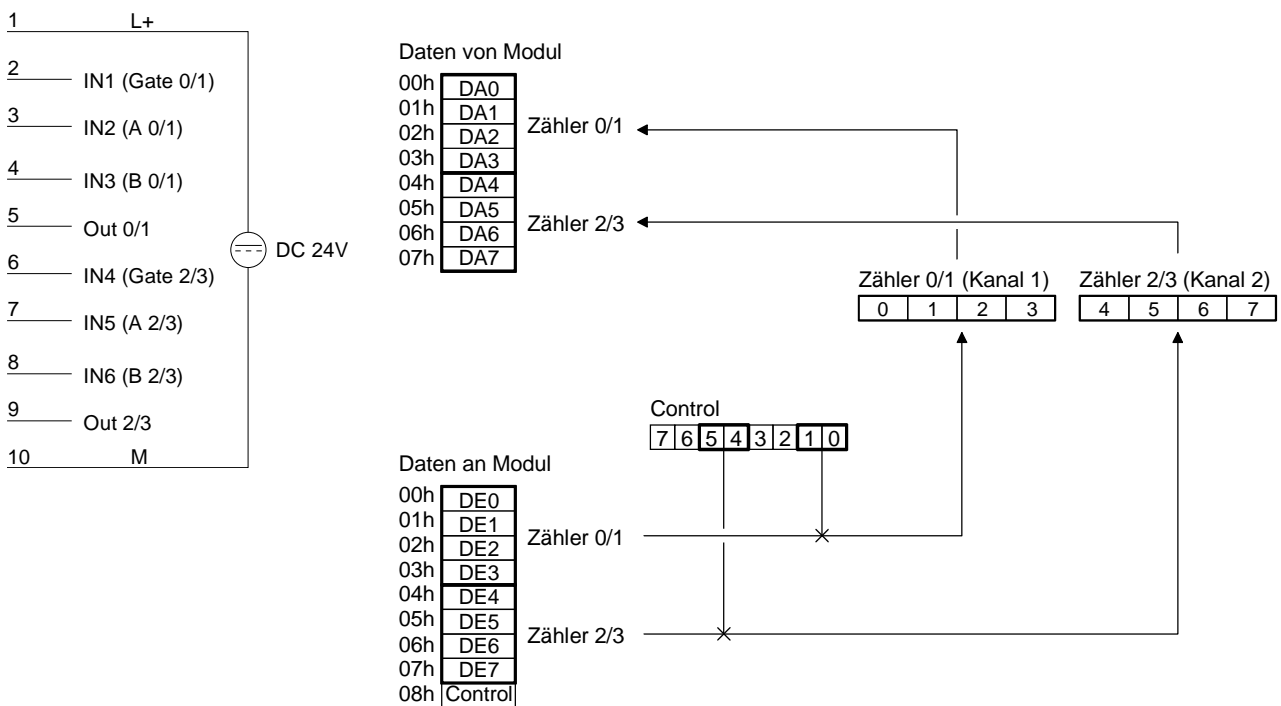 1 L+
2 IN1 (Gate 0/1)
3 IN2 (A 0/1)
4 IN3 (B 0/1)
5 Out 0/1
6 IN4 (Gate 2/3)
7 IN5 (A 2/3)
8 IN6 (B 2/3)
9 Out 2/3
10 M
DC 24V
Daten von Modul
00h DA0
01h DA1
02h DA2
03h DA3
Zähler 0/1
04h DA4
05h DA5
06h DA6
07h DA7
Zähler 2/3
Zähler 0/1 (Kanal 1)
0 1 2 3
Zähler 2/3 (Kanal 2)
4 5 6 7
Control
7 6 5 4 3 2 1 0
Daten an Modul
00h DE0
01h DE1
02h DE2
03h DE3
Zähler 0/1
04h DE4
05h DE5
06h DE6
07h DE7
Zähler 2/3
08h Control